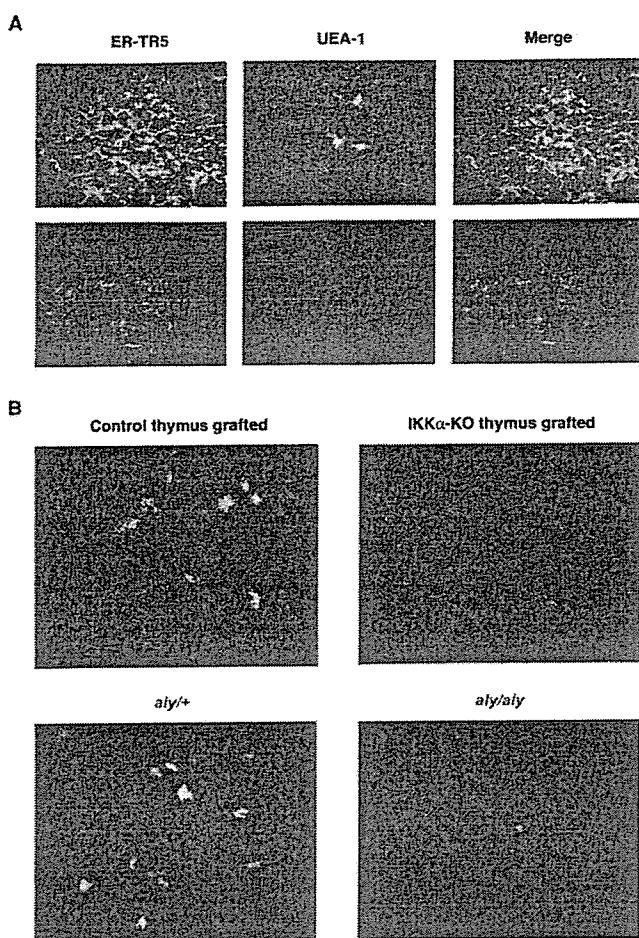 A
ER-TR5 UEA-1 Merge
B
Control thymus grafted IKKα-KO thymus grafted
aly/+ aly/aly